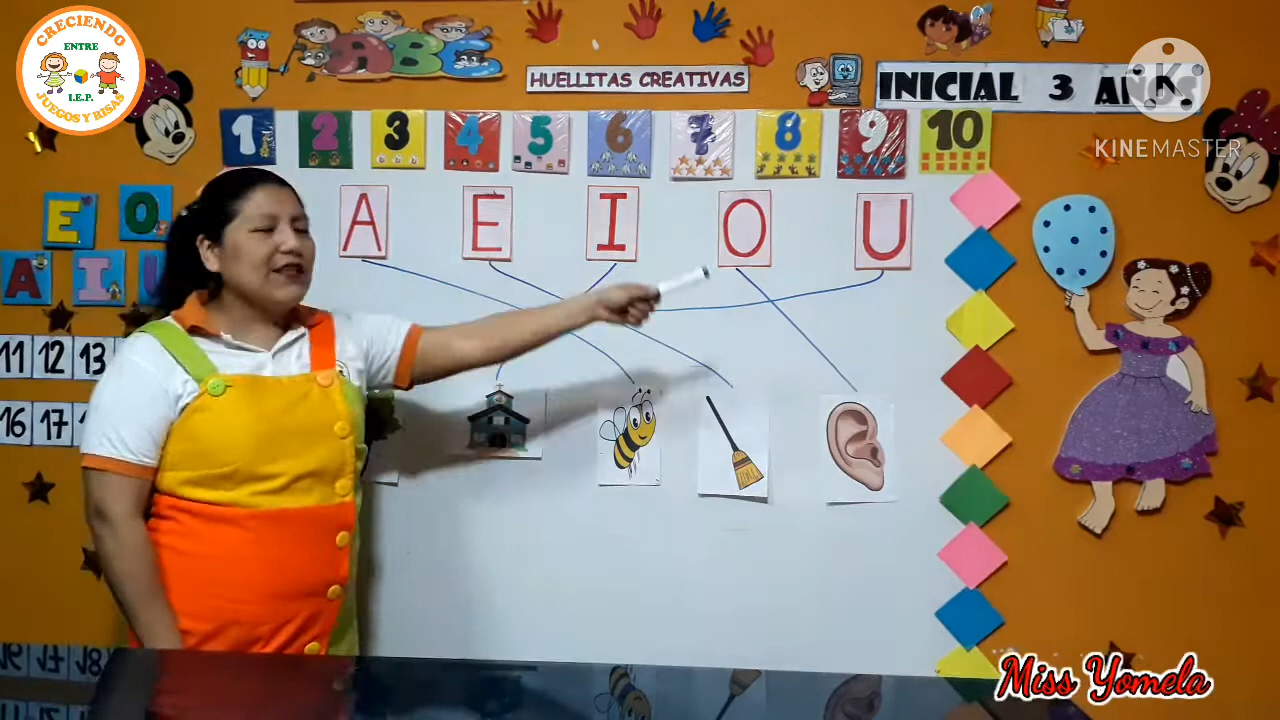 CRECIENDO
ENTRE
I.E.P.
JUEGOS Y RISAS
ABC
HUELLITAS CREATIVAS
INICIAL 3 AÑOS
K
KINEMASTER
1 2 3 4 5 6 7 8 9 10
A E I O U
E O
A I U
11 12 13
16 17
Miss Yomela